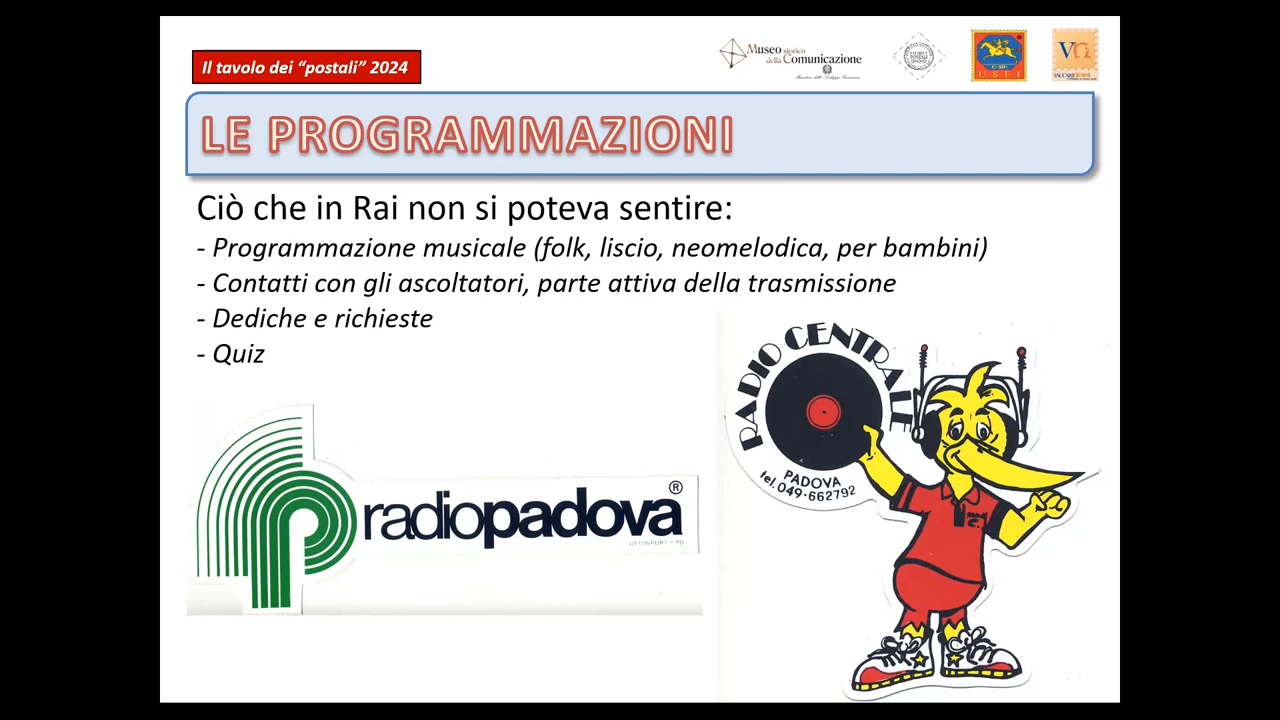 Il tavolo dei “postali” 2024
Museo storico
della Comunicazione
USFI
Vn
LE PROGRAMMAZIONI
Ciò che in Rai non si poteva sentire:
- Programmazione musicale (folk, liscio, neomelodica, per bambini)
- Contatti con gli ascoltatori, parte attiva della trasmissione
- Dediche e richieste
- Quiz
RADIO CENTRALE
PADOVA
tel. 049-662792
radiopadova®